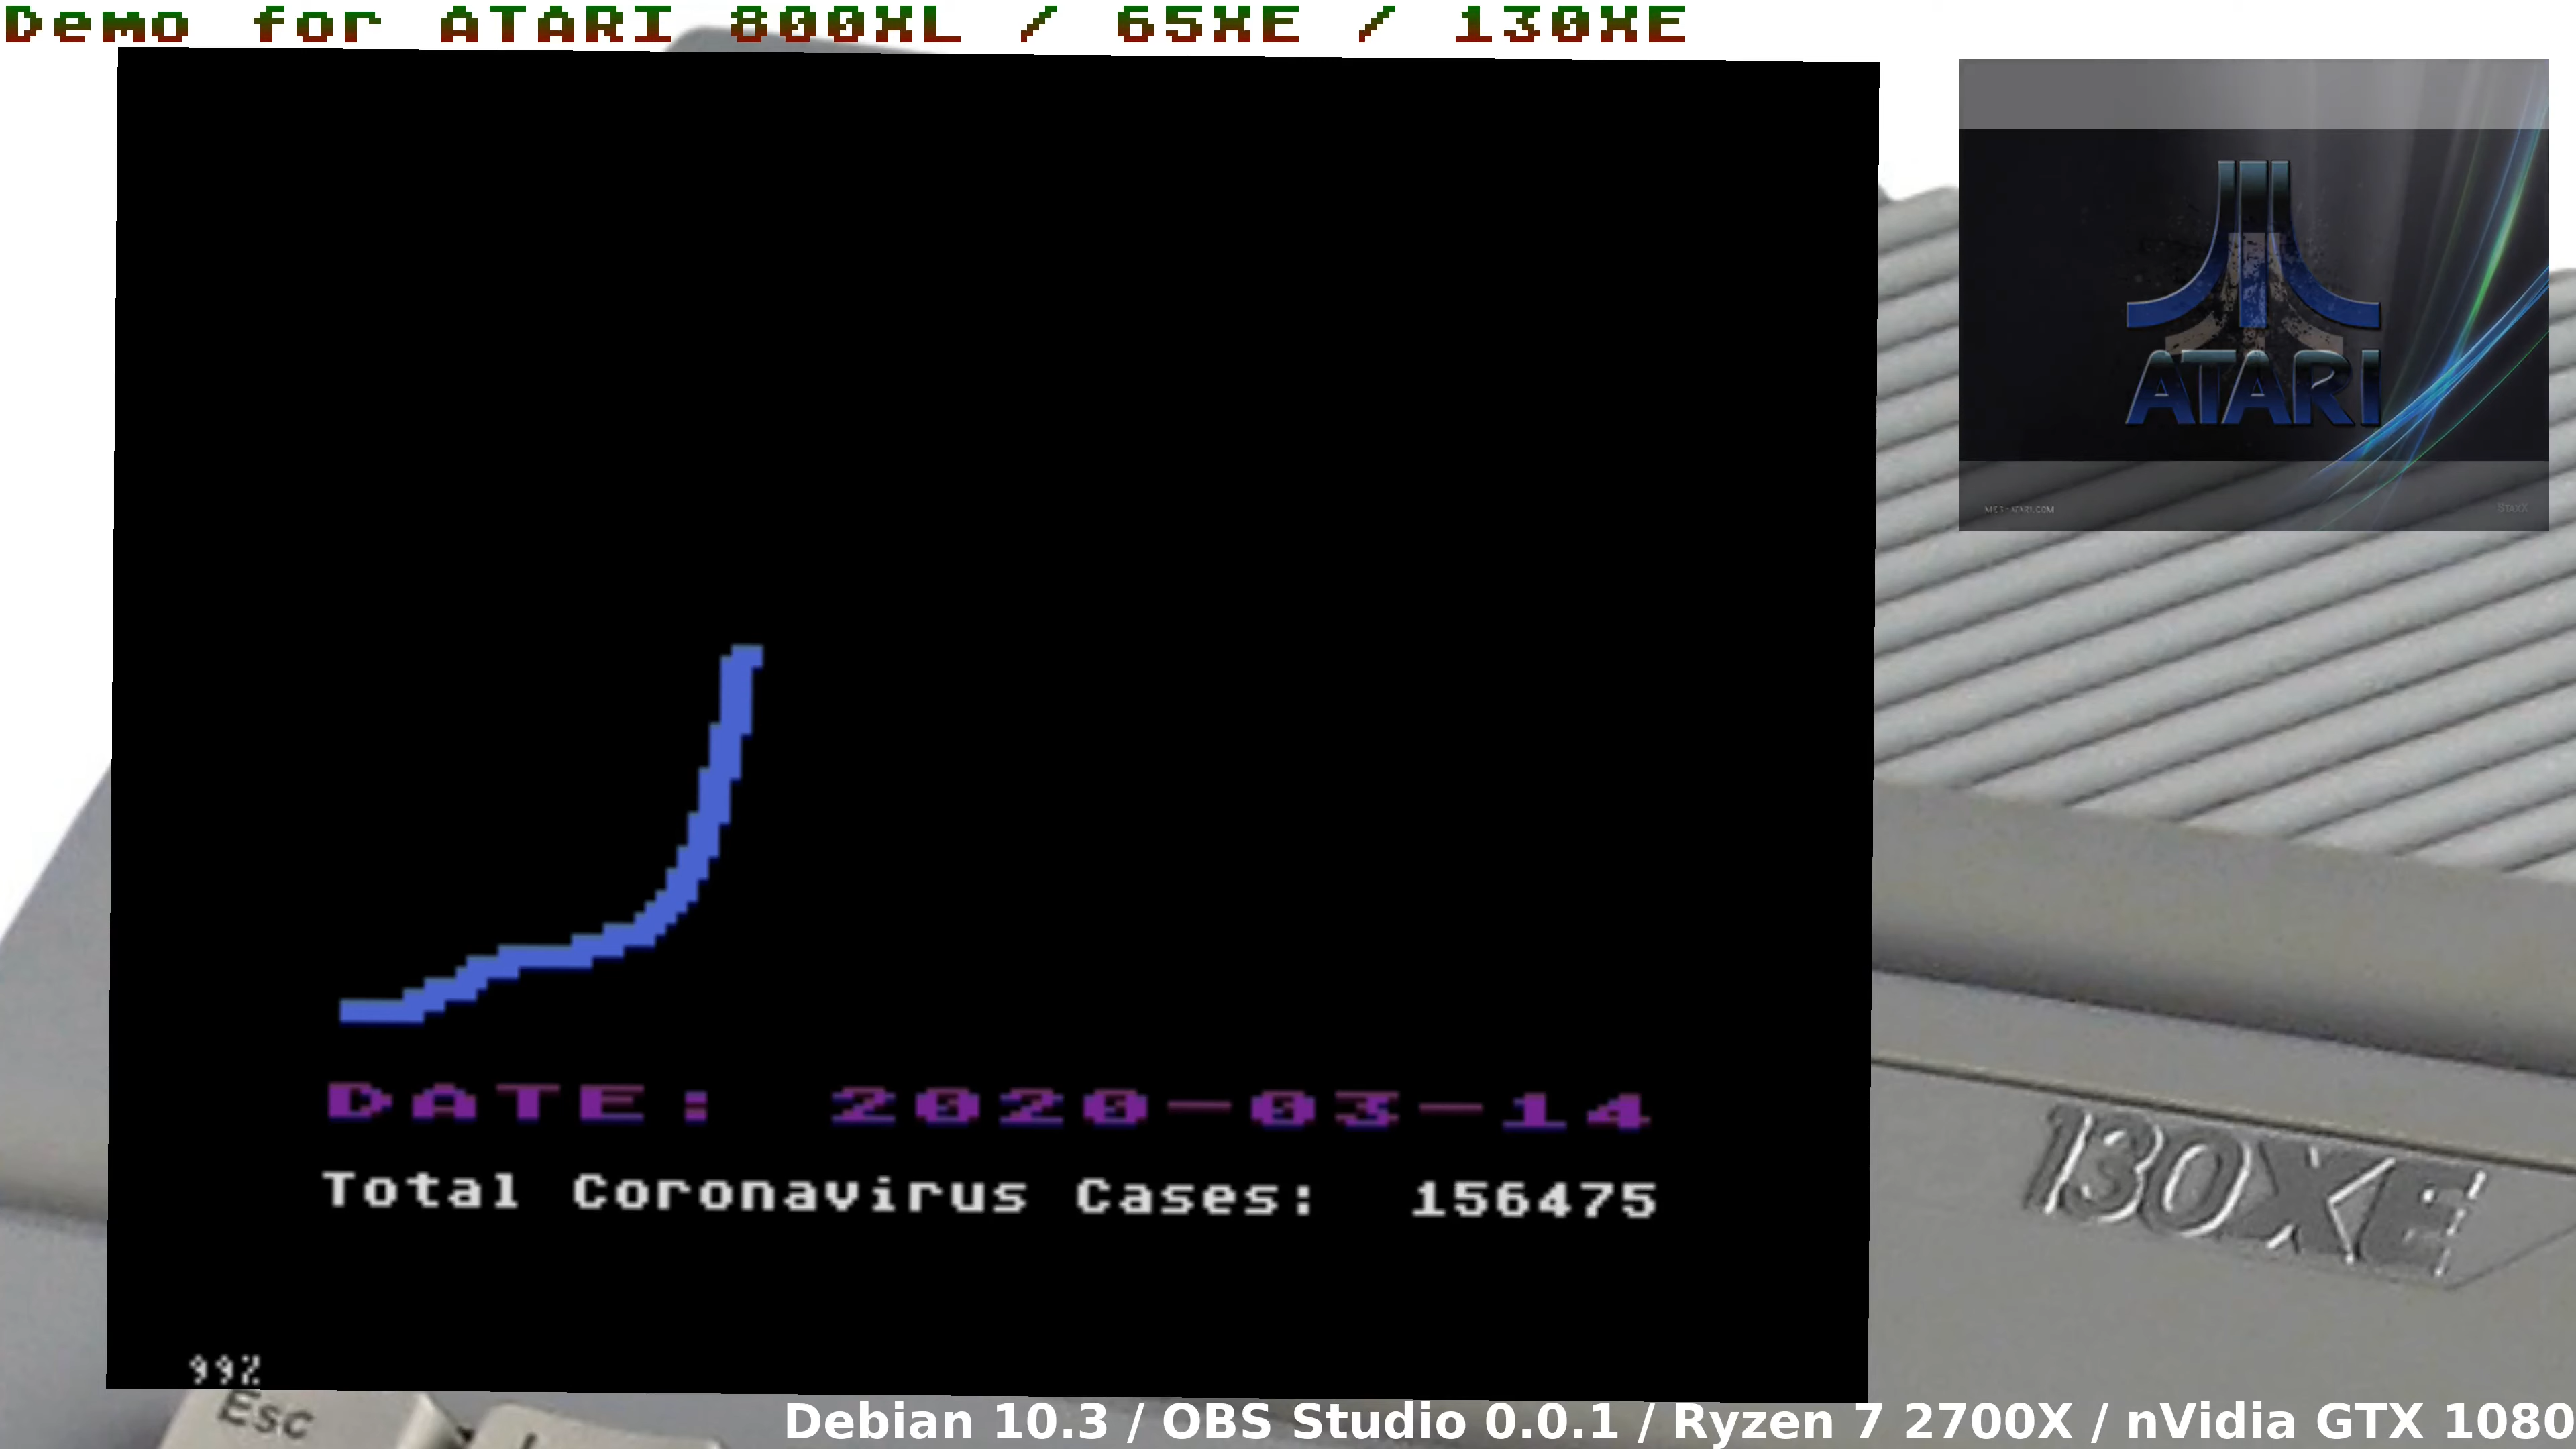 Demo for ATARI 800XL / 65XE / 130XE
ATARI
DATE: 2020-03-14
Total Coronavirus Cases: 156475
130XE
99%
Esc
Debian 10.3 / OBS Studio 0.0.1 / Ryzen 7 2700X / nVidia GTX 1080